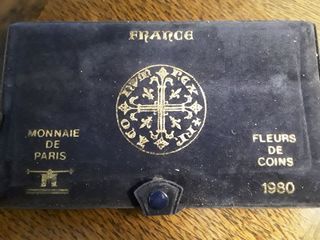 FRANCE
MONNAIE
DE
PARIS
FLEURS
DE
COINS
1980